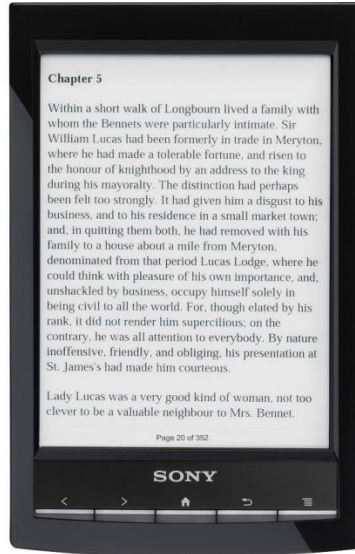 Chapter 5
Within a short walk of Longbourn lived a family with
whom the Bennets were particularly intimate. Sir
William Lucas had been formerly in trade in Meryton,
where he had made a tolerable fortune, and risen to
the honour of knighthood by an address to the king
during his mayoralty. The distinction had perhaps
been felt too strongly. It had given him a disgust to his
business, and to his residence in a small market town;
and, in quitting them both, he had removed with his
family to a house about a mile from Meryton,
denominated from that period Lucas Lodge, where he
could think with pleasure of his own importance, and,
unshackled by business, occupy himself solely in
being civil to all the world. For, though elated by his
rank, it did not render him supercilious; on the
contrary, he was all attention to everybody. By nature
inoffensive, friendly, and obliging, his presentation at
St. James's had made him courteous.
Lady Lucas was a very good kind of woman, not too
clever to be a valuable neighbour to Mrs. Bennet.
Page 20 of 352
SONY